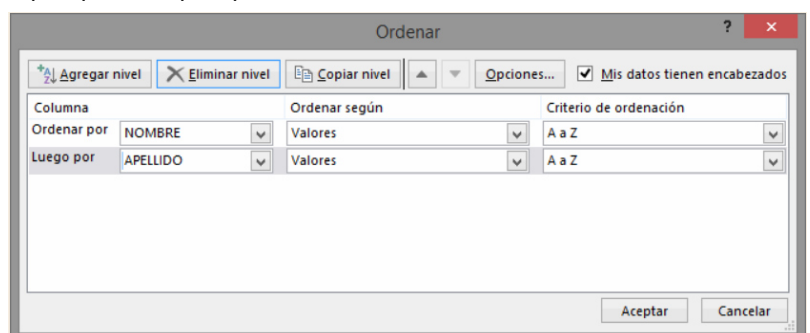 Ordenar ?
Agregar nivel Eliminar nivel Copiar nivel Opciones... Mis datos tienen encabezados
Columna Ordenar según Criterio de ordenación
Ordenar por NOMBRE Valores A a Z
Luego por APELLIDO Valores A a Z
Aceptar Cancelar